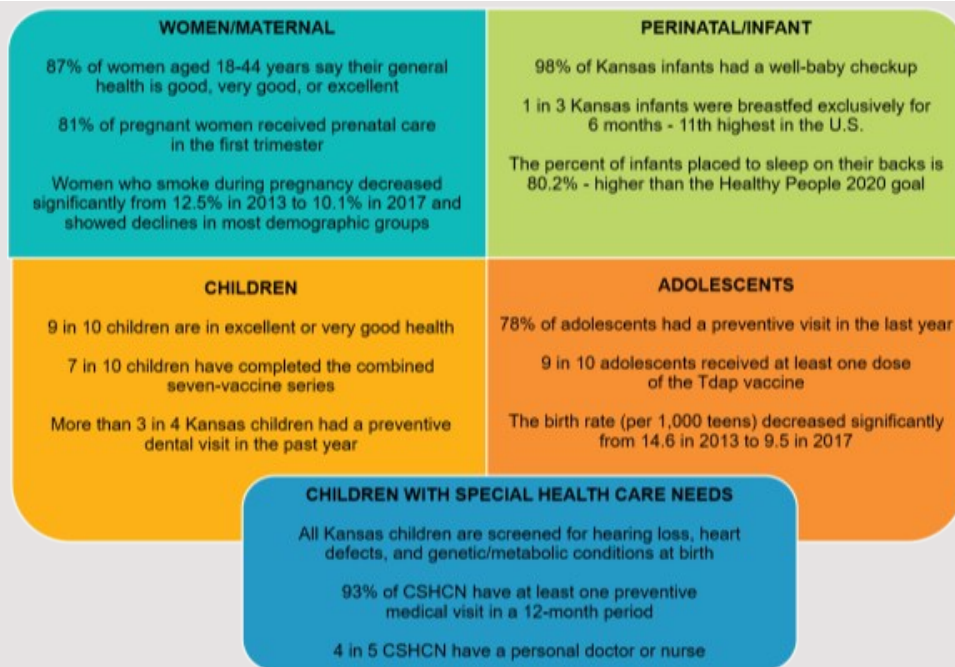 WOMEN/MATERNAL
87% of women aged 18-44 years say their general
health is good, very good, or excellent
81% of pregnant women received prenatal care
in the first trimester
Women who smoke during pregnancy decreased
significantly from 12.5% in 2013 to 10.1% in 2017 and
showed declines in most demographic groups
PERINATAL/INFANT
98% of Kansas infants had a well-baby checkup
1 in 3 Kansas infants were breastfed exclusively for
6 months - 11th highest in the U.S.
The percent of infants placed to sleep on their backs is
80.2% - higher than the Healthy People 2020 goal
CHILDREN
9 in 10 children are in excellent or very good health
7 in 10 children have completed the combined
seven-vaccine series
More than 3 in 4 Kansas children had a preventive
dental visit in the past year
ADOLESCENTS
78% of adolescents had a preventive visit in the last year
9 in 10 adolescents received at least one dose
of the Tdap vaccine
The birth rate (per 1,000 teens) decreased significantly
from 14.6 in 2013 to 9.5 in 2017
CHILDREN WITH SPECIAL HEALTH CARE NEEDS
All Kansas children are screened for hearing loss, heart
defects, and genetic/metabolic conditions at birth
93% of CSHCN have at least one preventive
medical visit in a 12-month period
4 in 5 CSHCN have a personal doctor or nurse